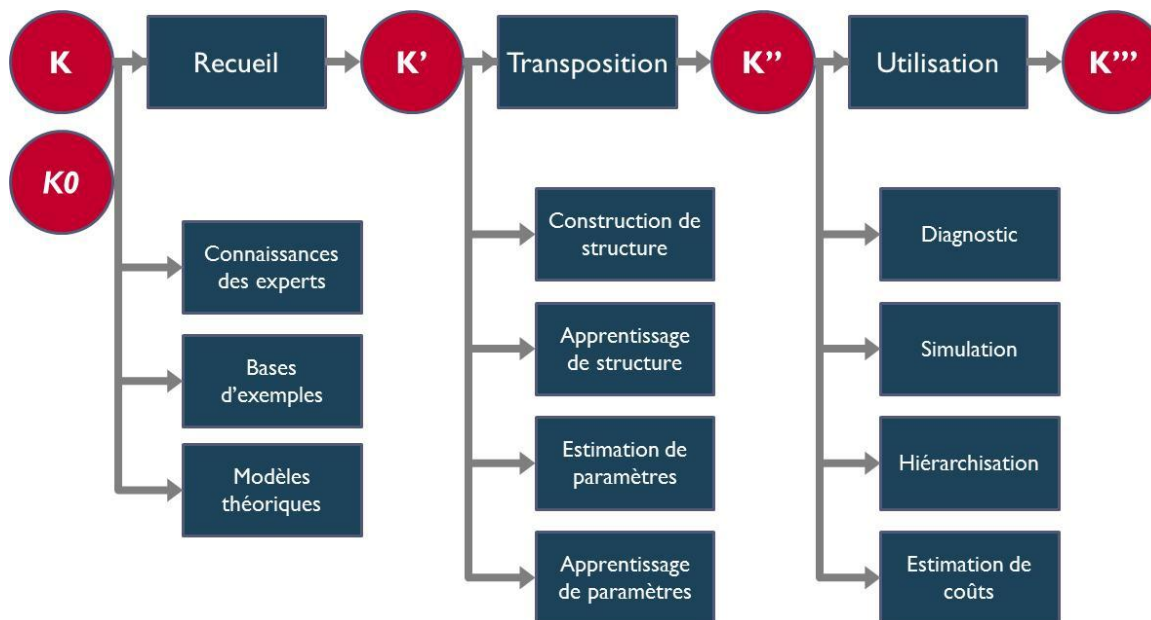 K
Recueil
K'
Transposition
K''
Utilisation
K'''
K0
Connaissances
des experts
Bases
d'exemples
Modèles
théoriques
Construction de
structure
Apprentissage
de structure
Estimation de
paramètres
Apprentissage
de paramètres
Diagnostic
Simulation
Hiérarchisation
Estimation de
coûts